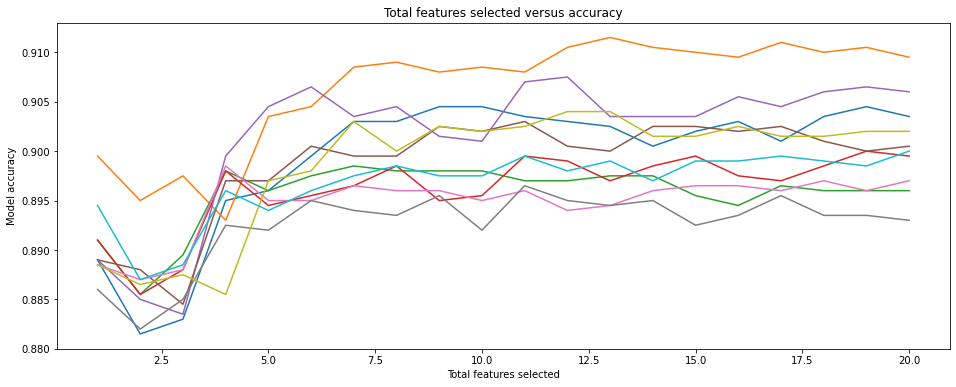 Total features selected versus accuracy
Model accuracy
0.910
0.905
0.900
0.895
0.890
0.885
0.880
2.5 5.0 7.5 10.0 12.5 15.0 17.5 20.0
Total features selected